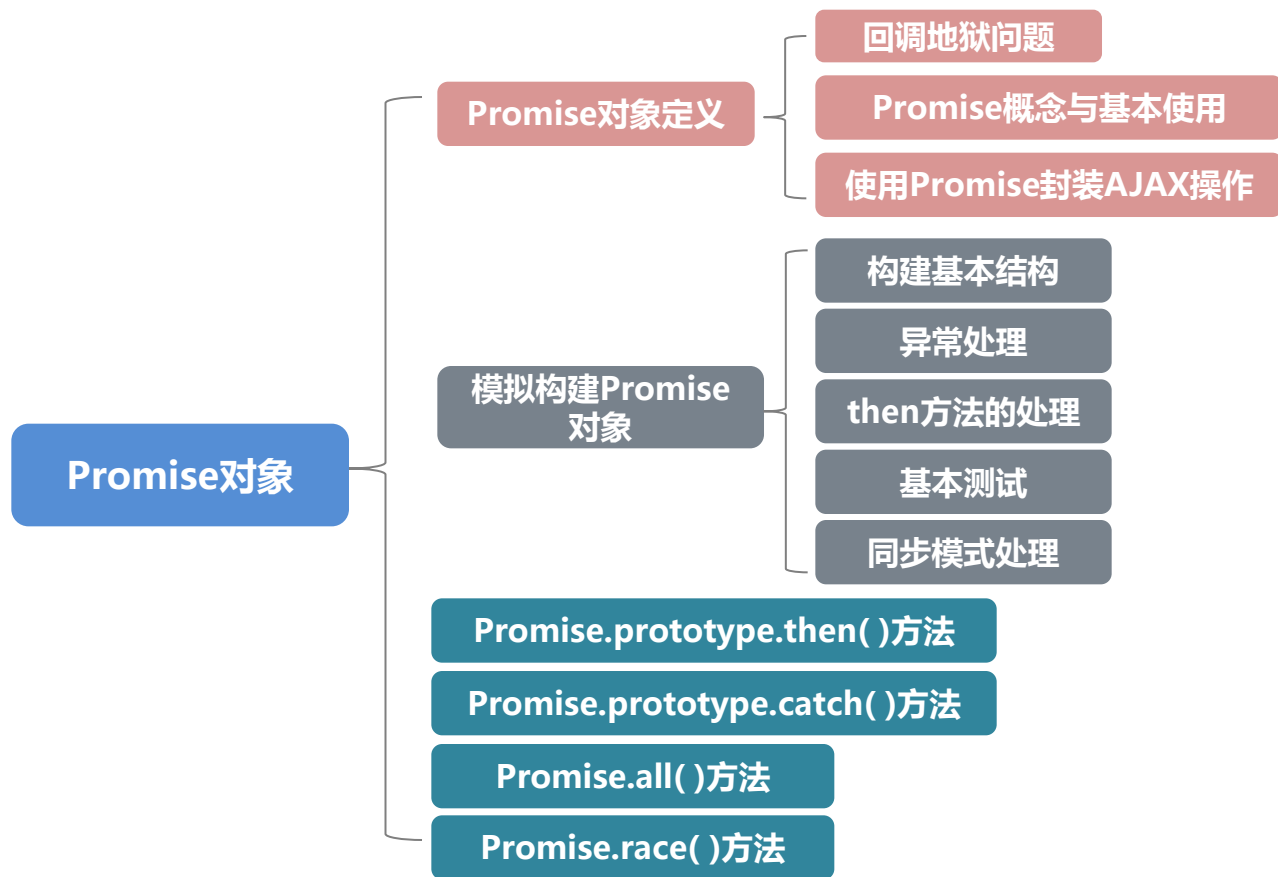 Promise对象
Promise对象定义
回调地狱问题
Promise概念与基本使用
使用Promise封装AJAX操作
模拟构建Promise
对象
构建基本结构
异常处理
then方法的处理
基本测试
同步模式处理
Promise.prototype.then( )方法
Promise.prototype.catch( )方法
Promise.all( )方法
Promise.race( )方法